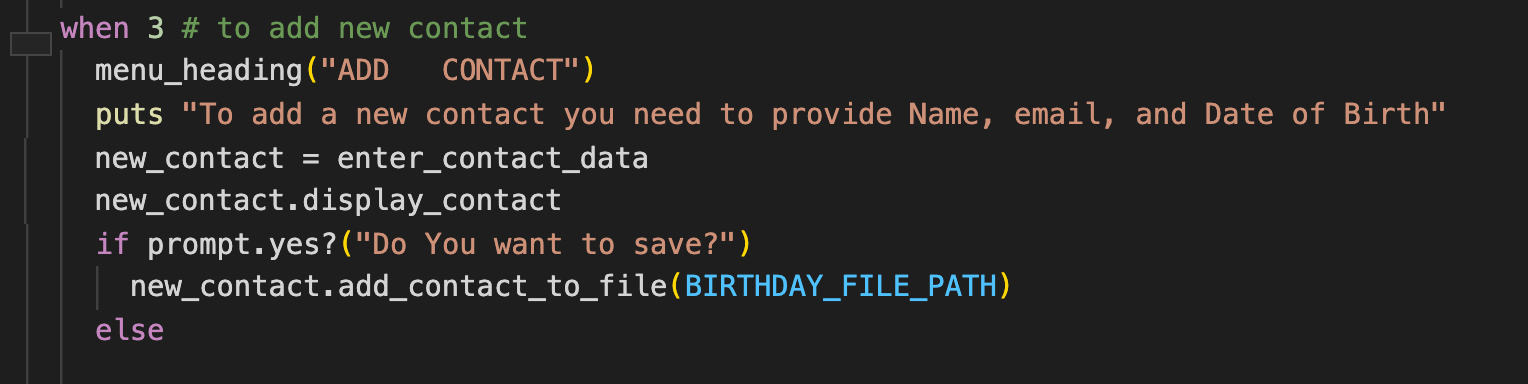 when 3 # to add new contact
menu_heading("ADD   CONTACT")
puts "To add a new contact you need to provide Name, email, and Date of Birth"
new_contact = enter_contact_data
new_contact.display_contact
if prompt.yes?("Do You want to save?")
new_contact.add_contact_to_file(BIRTHDAY_FILE_PATH)
else